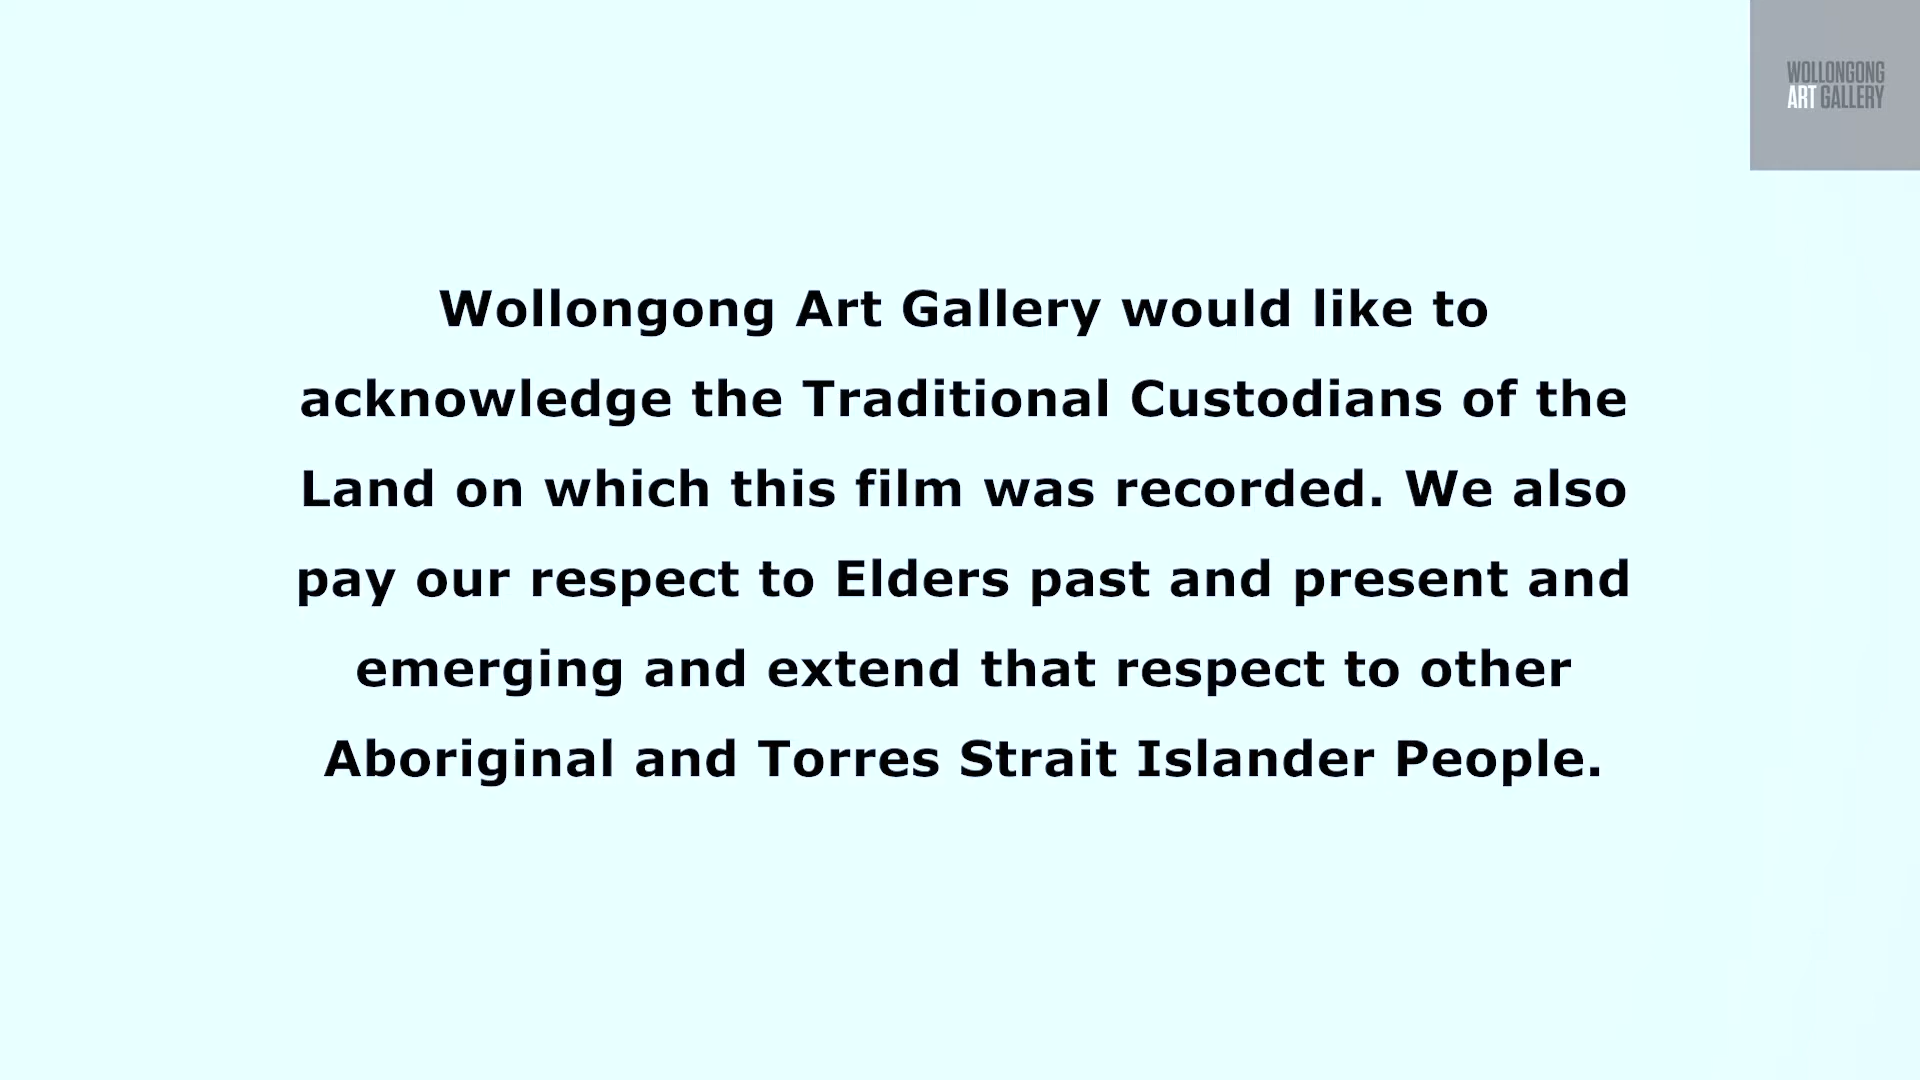 WOLLONGONG
ART GALLERY
Wollongong Art Gallery would like to
acknowledge the Traditional Custodians of the
Land on which this film was recorded. We also
pay our respect to Elders past and present and
emerging and extend that respect to other
Aboriginal and Torres Strait Islander People.